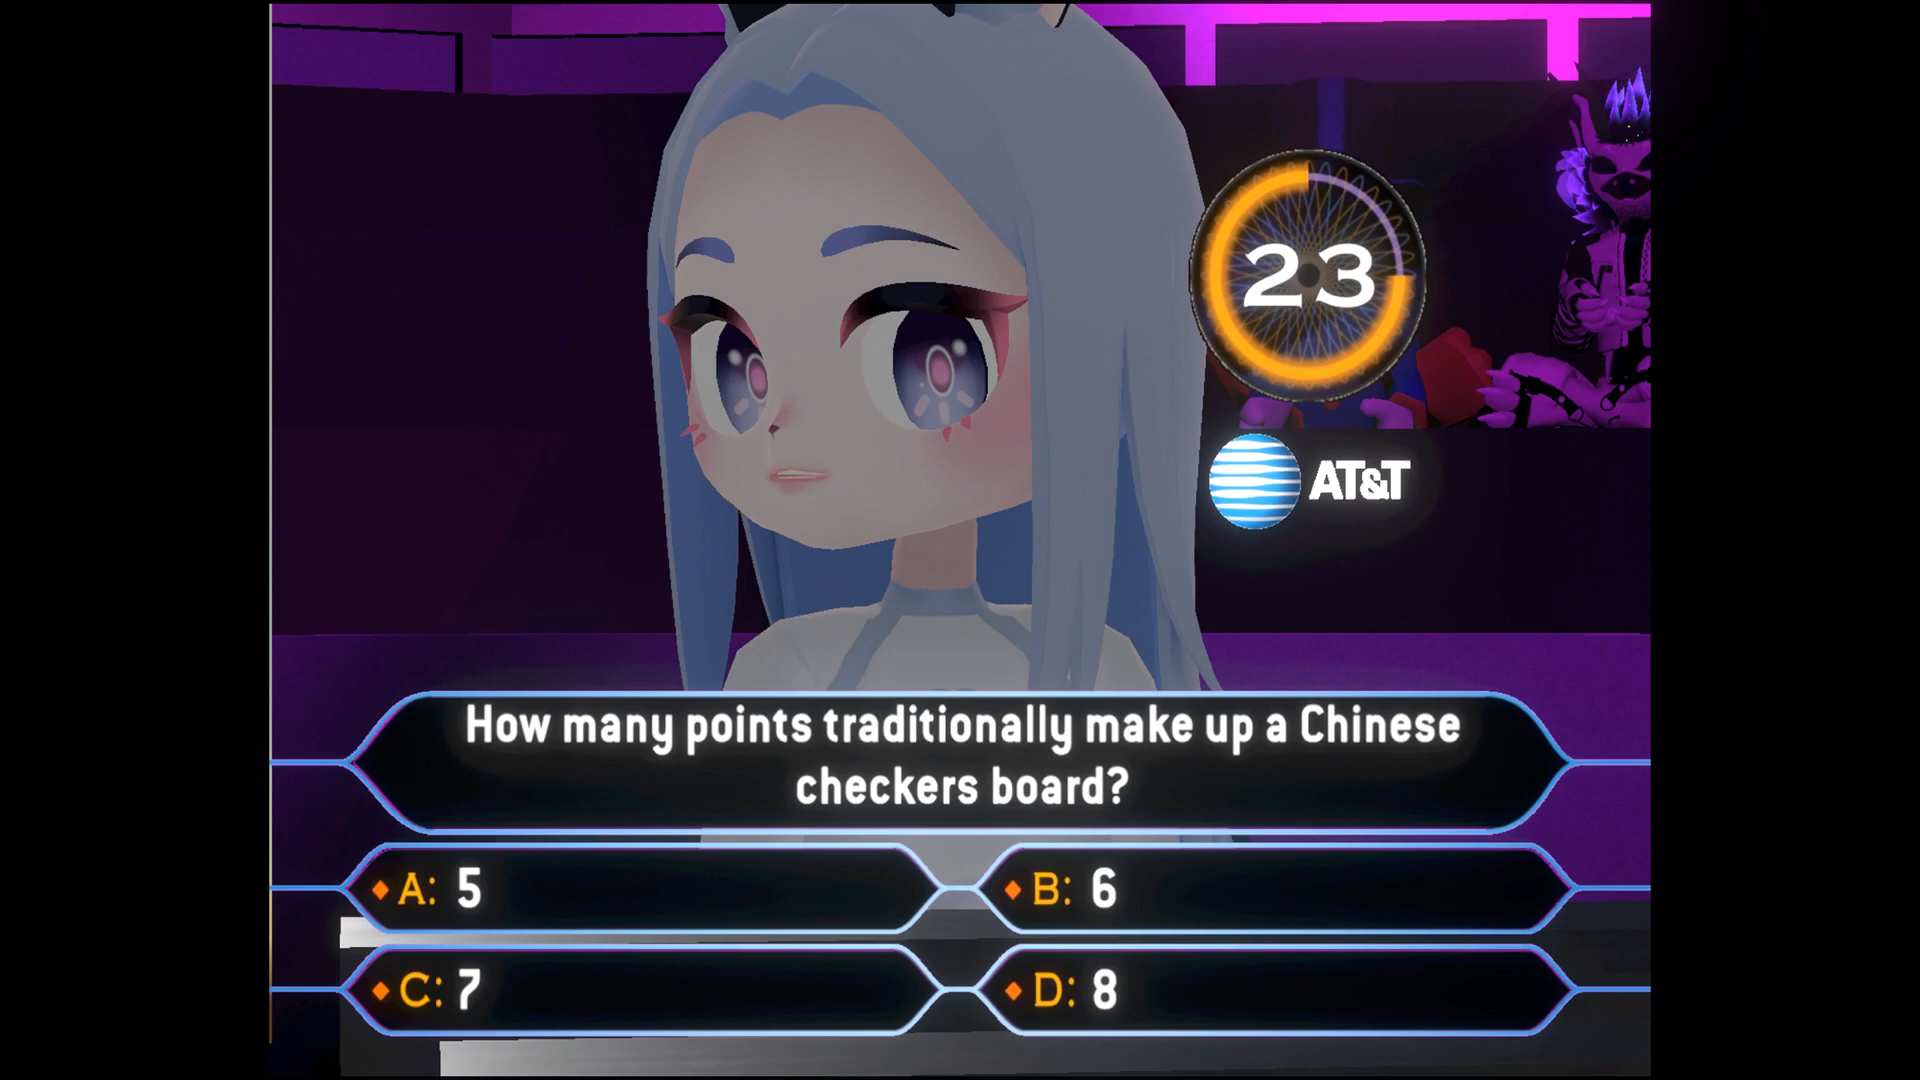 23
AT&T
How many points traditionally make up a Chinese
checkers board?
A: 5
B: 6
C: 7
D: 8